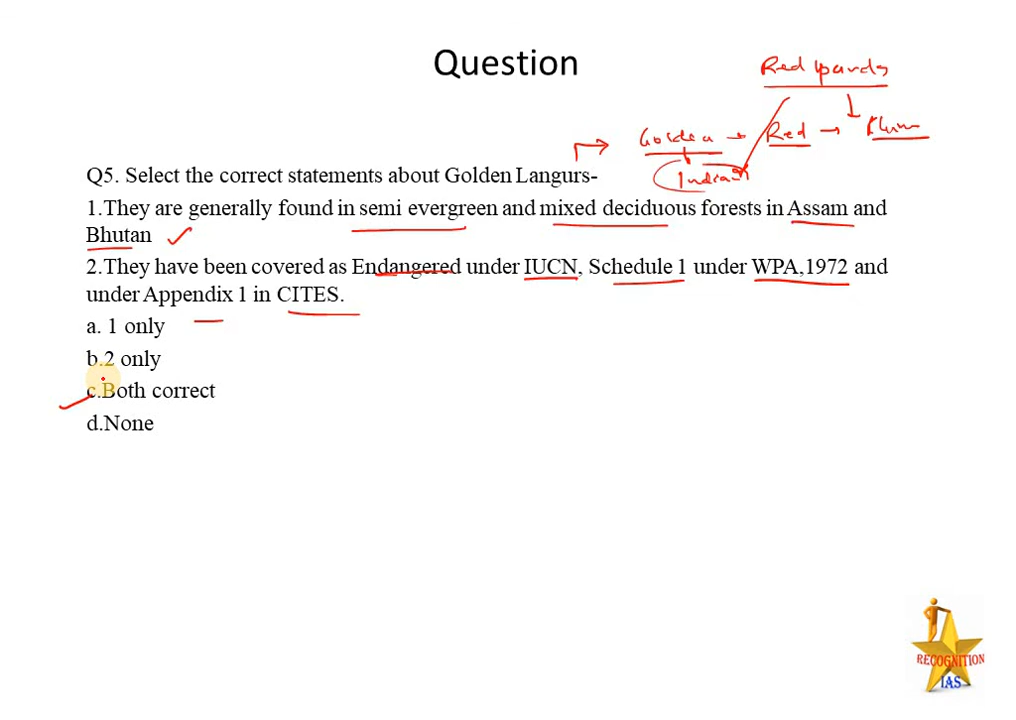 Question
Red panda
Golden → Red →
Indian
Q5. Select the correct statements about Golden Langurs-
1.They are generally found in semi evergreen and mixed deciduous forests in Assam and
Bhutan
2.They have been covered as Endangered under IUCN, Schedule 1 under WPA,1972 and
under Appendix 1 in CITES.
a. 1 only
b.2 only
c.Both correct
d.None
RECOGNITION
IAS